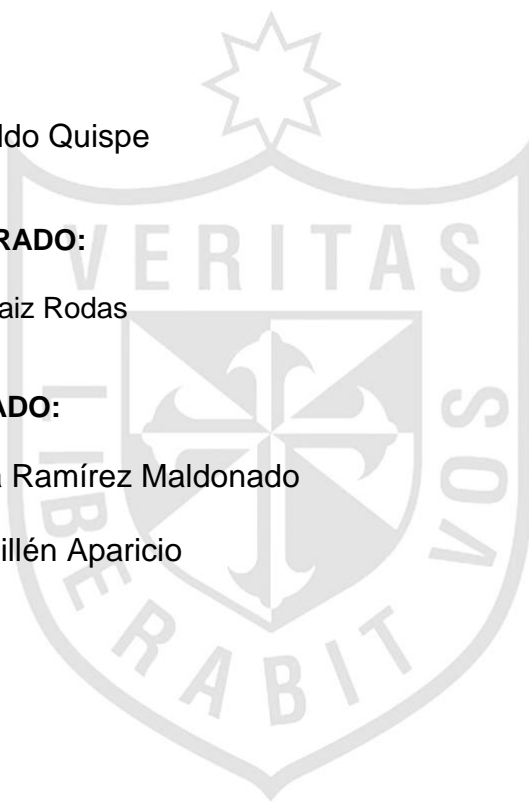 ldo Quispe
RADO:
aiz Rodas
ADO:
a Ramírez Maldonado
illén Aparicio
VERITAS
LIBERABIT
VOS